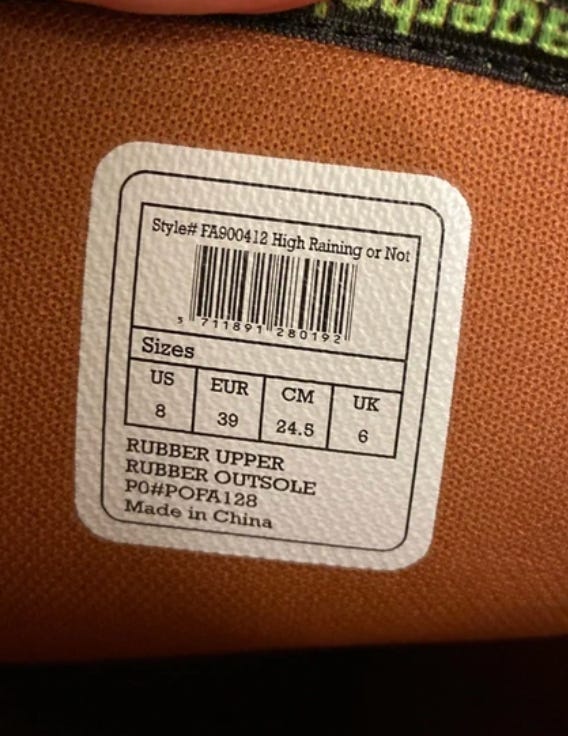 Style# FA900412 High Raining or Not
5 711891 280192
Sizes
US EUR CM UK
8 39 24.5 6
RUBBER UPPER
RUBBER OUTSOLE
PO#POFA128
Made in China